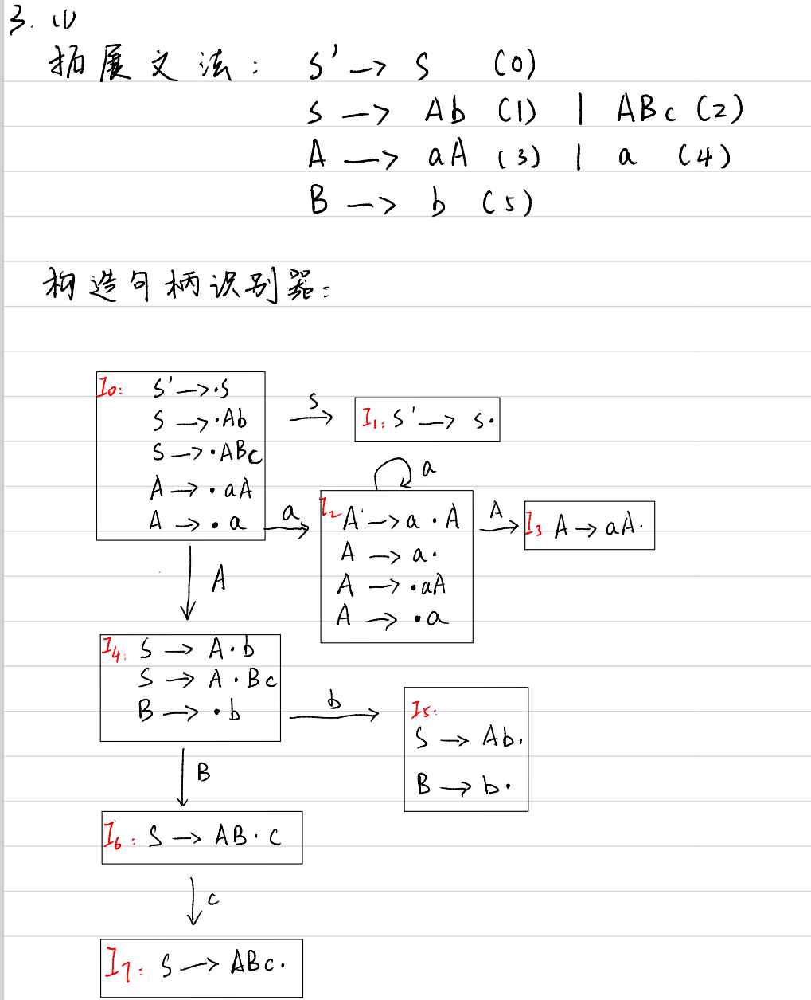 3. (1)
拓展文法: S' → S (0)
S → Ab (1) | ABc (2)
A → aA (3) | a (4)
B → b (5)
构造句柄识别器:
I0: S' → ·S
S → ·Ab
S → ·ABc
A → ·aA
A → ·a
S
I1: S' → S·
a
a
I2 A → a·A
A → a·
A → ·aA
A → ·a
A
I3 A → aA·
A
I4: S → A·b
S → A·Bc
B → ·b
b
I5:
S → Ab·
B → b·
B
I6: S → AB·c
c
I7: S → ABc·